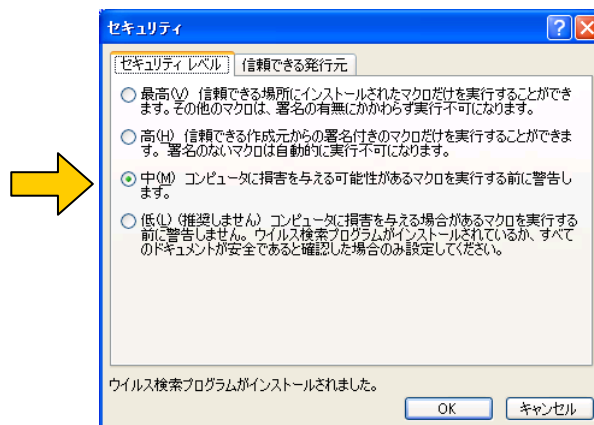 セキュリティ
セキュリティ レベル
信頼できる発行元
最高(V) 信頼できる場所にインストールされたマクロだけを実行することができ
ます。その他のマクロは、署名の有無にかかわらず実行不可になります。
高(H) 信頼できる作成元からの署名付きのマクロだけを実行することができま
す。 署名のないマクロは自動的に実行不可になります。
中(M) コンピュータに損害を与える可能性があるマクロを実行する前に警告し
ます。
低(L) (推奨しません) コンピュータに損害を与える場合があるマクロを実行する
前に警告しません。ウイルス検索プログラムがインストールされているか、すべて
のドキュメントが安全であると確認した場合のみ設定してください。
ウイルス検索プログラムがインストールされました。
OK
キャンセル